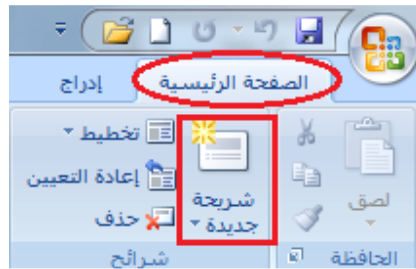 الصفحة الرئيسية
إدراج
لصق
الحافظة
شريحة
جديدة
تخطيط
إعادة التعيين
حذف
شرائح